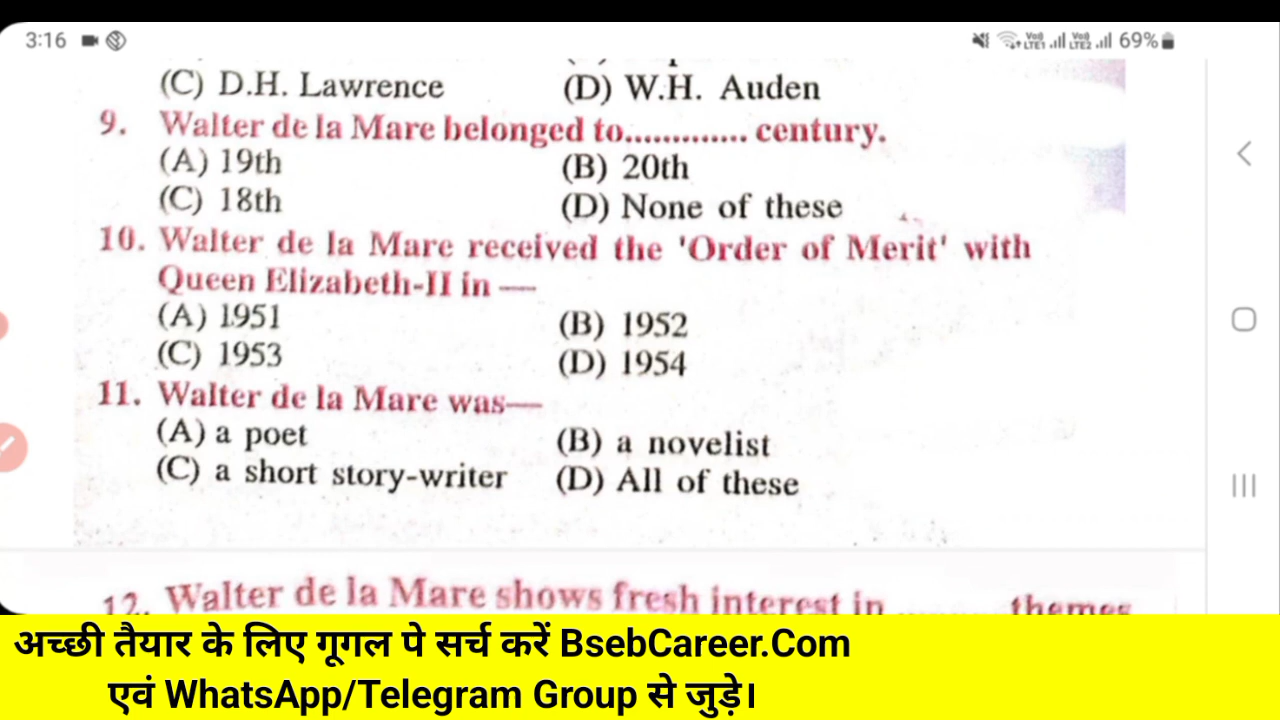 3:16 69%
(C) D.H. Lawrence (D) W.H. Auden
9. Walter de la Mare belonged to............. century.
(A) 19th (B) 20th
(C) 18th (D) None of these
10. Walter de la Mare received the 'Order of Merit' with
Queen Elizabeth-II in —
(A) 1951 (B) 1952
(C) 1953 (D) 1954
11. Walter de la Mare was—
(A) a poet (B) a novelist
(C) a short story-writer (D) All of these
12. Walter de la Mare shows fresh interest in ........ themes
अच्छी तैयार के लिए गूगल पे सर्च करें BsebCareer.Com
एवं WhatsApp/Telegram Group से जुड़े।